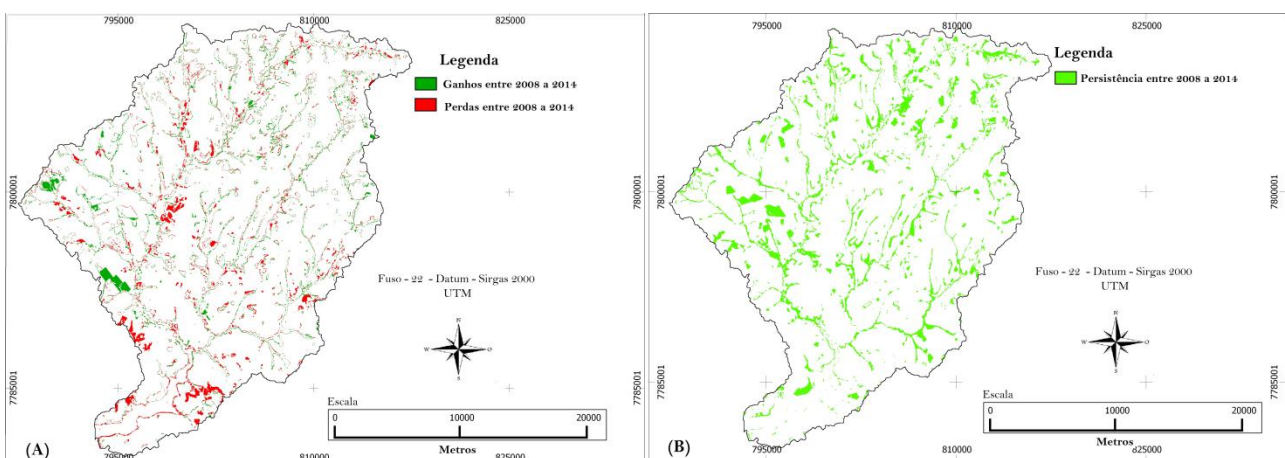 795000 810000 825000
Legenda
Ganhos entre 2008 a 2014
Perdas entre 2008 a 2014
7800001
7800001
Fuso - 22 - Datum - Sirgas 2000
UTM
N
W O
S
7785001
7785001
Escala
0 10000 20000
Metros
(A)
795000 810000 825000
795000 810000 825000
Legenda
Persistência entre 2008 a 2014
7800001
7800001
Fuso - 22 - Datum - Sirgas 2000
UTM
N
W O
S
7785001
7785001
Escala
0 10000 20000
Metros
(B)
795000 810000 825000